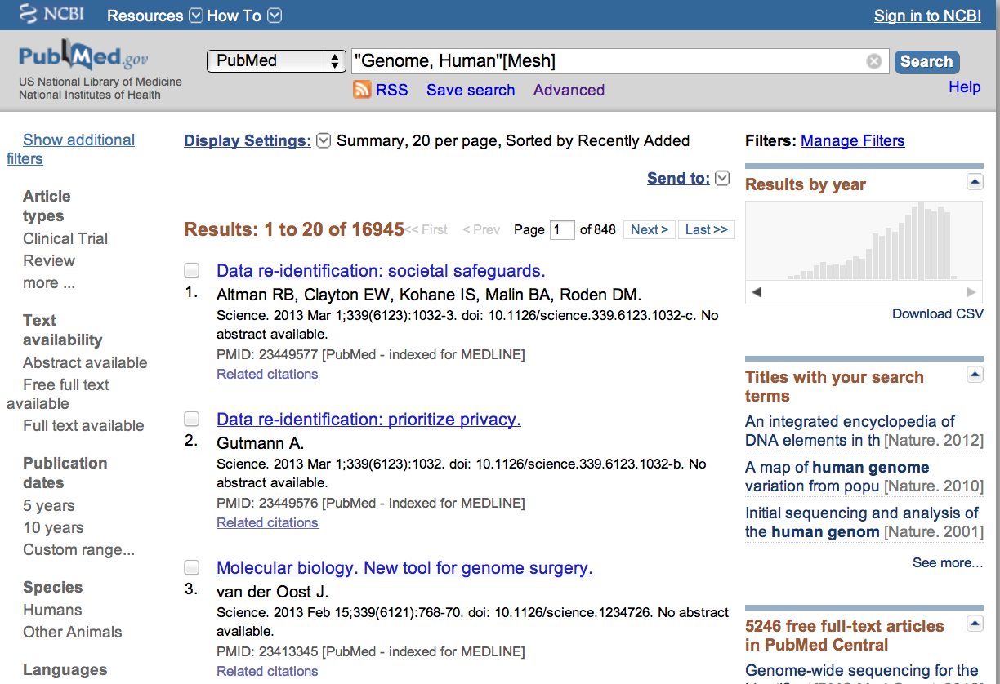 NCBI Resources How To Sign in to NCBI
PubMed.gov
US National Library of Medicine
National Institutes of Health
PubMed
"Genome, Human"[Mesh]
Search
RSS Save search Advanced
Help
Show additional
filters
Article
types
Clinical Trial
Review
more ...
Text
availability
Abstract available
Free full text
available
Full text available
Publication
dates
5 years
10 years
Custom range...
Species
Humans
Other Animals
Languages
Display Settings: Summary, 20 per page, Sorted by Recently Added
Send to:
Results: 1 to 20 of 16945 << First < Prev Page 1 of 848 Next > Last >>
Data re-identification: societal safeguards.
1. Altman RB, Clayton EW, Kohane IS, Malin BA, Roden DM.
Science. 2013 Mar 1;339(6123):1032-3. doi: 10.1126/science.339.6123.1032-c. No
abstract available.
PMID: 23449577 [PubMed - indexed for MEDLINE]
Related citations
Data re-identification: prioritize privacy.
2. Gutmann A.
Science. 2013 Mar 1;339(6123):1032. doi: 10.1126/science.339.6123.1032-b. No
abstract available.
PMID: 23449576 [PubMed - indexed for MEDLINE]
Related citations
Molecular biology. New tool for genome surgery.
3. van der Oost J.
Science. 2013 Feb 15;339(6121):768-70. doi: 10.1126/science.1234726. No abstract
available.
PMID: 23413345 [PubMed - indexed for MEDLINE]
Related citations
Filters: Manage Filters
Results by year
Download CSV
Titles with your search
terms
An integrated encyclopedia of
DNA elements in th [Nature. 2012]
A map of human genome
variation from popu [Nature. 2010]
Initial sequencing and analysis of
the human genom [Nature. 2001]
See more...
5246 free full-text articles
in PubMed Central
Genome-wide sequencing for the